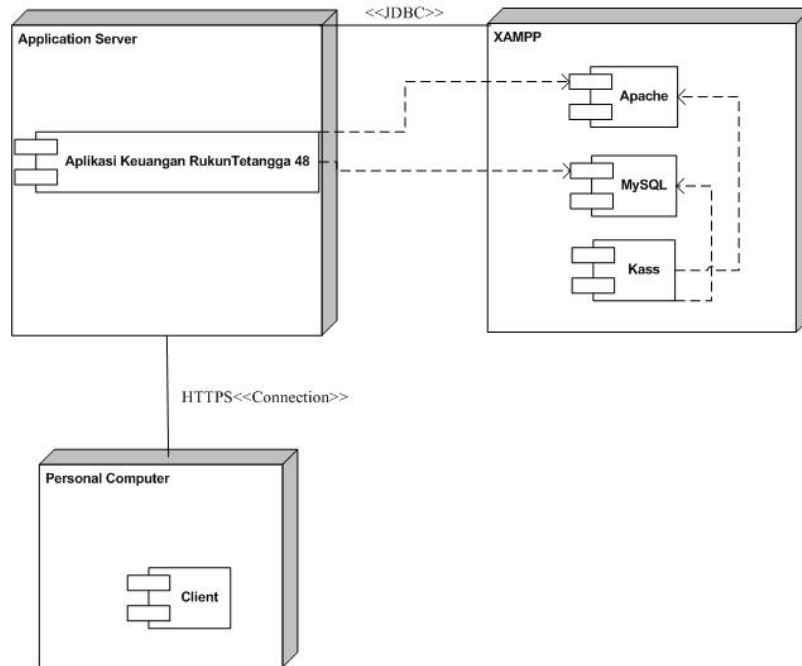 <<JDBC>>
Application Server
XAMPP
Apache
Aplikasi Keuangan RukunTetangga 48
MySQL
Kass
HTTPS<<Connection>>
Personal Computer
Client